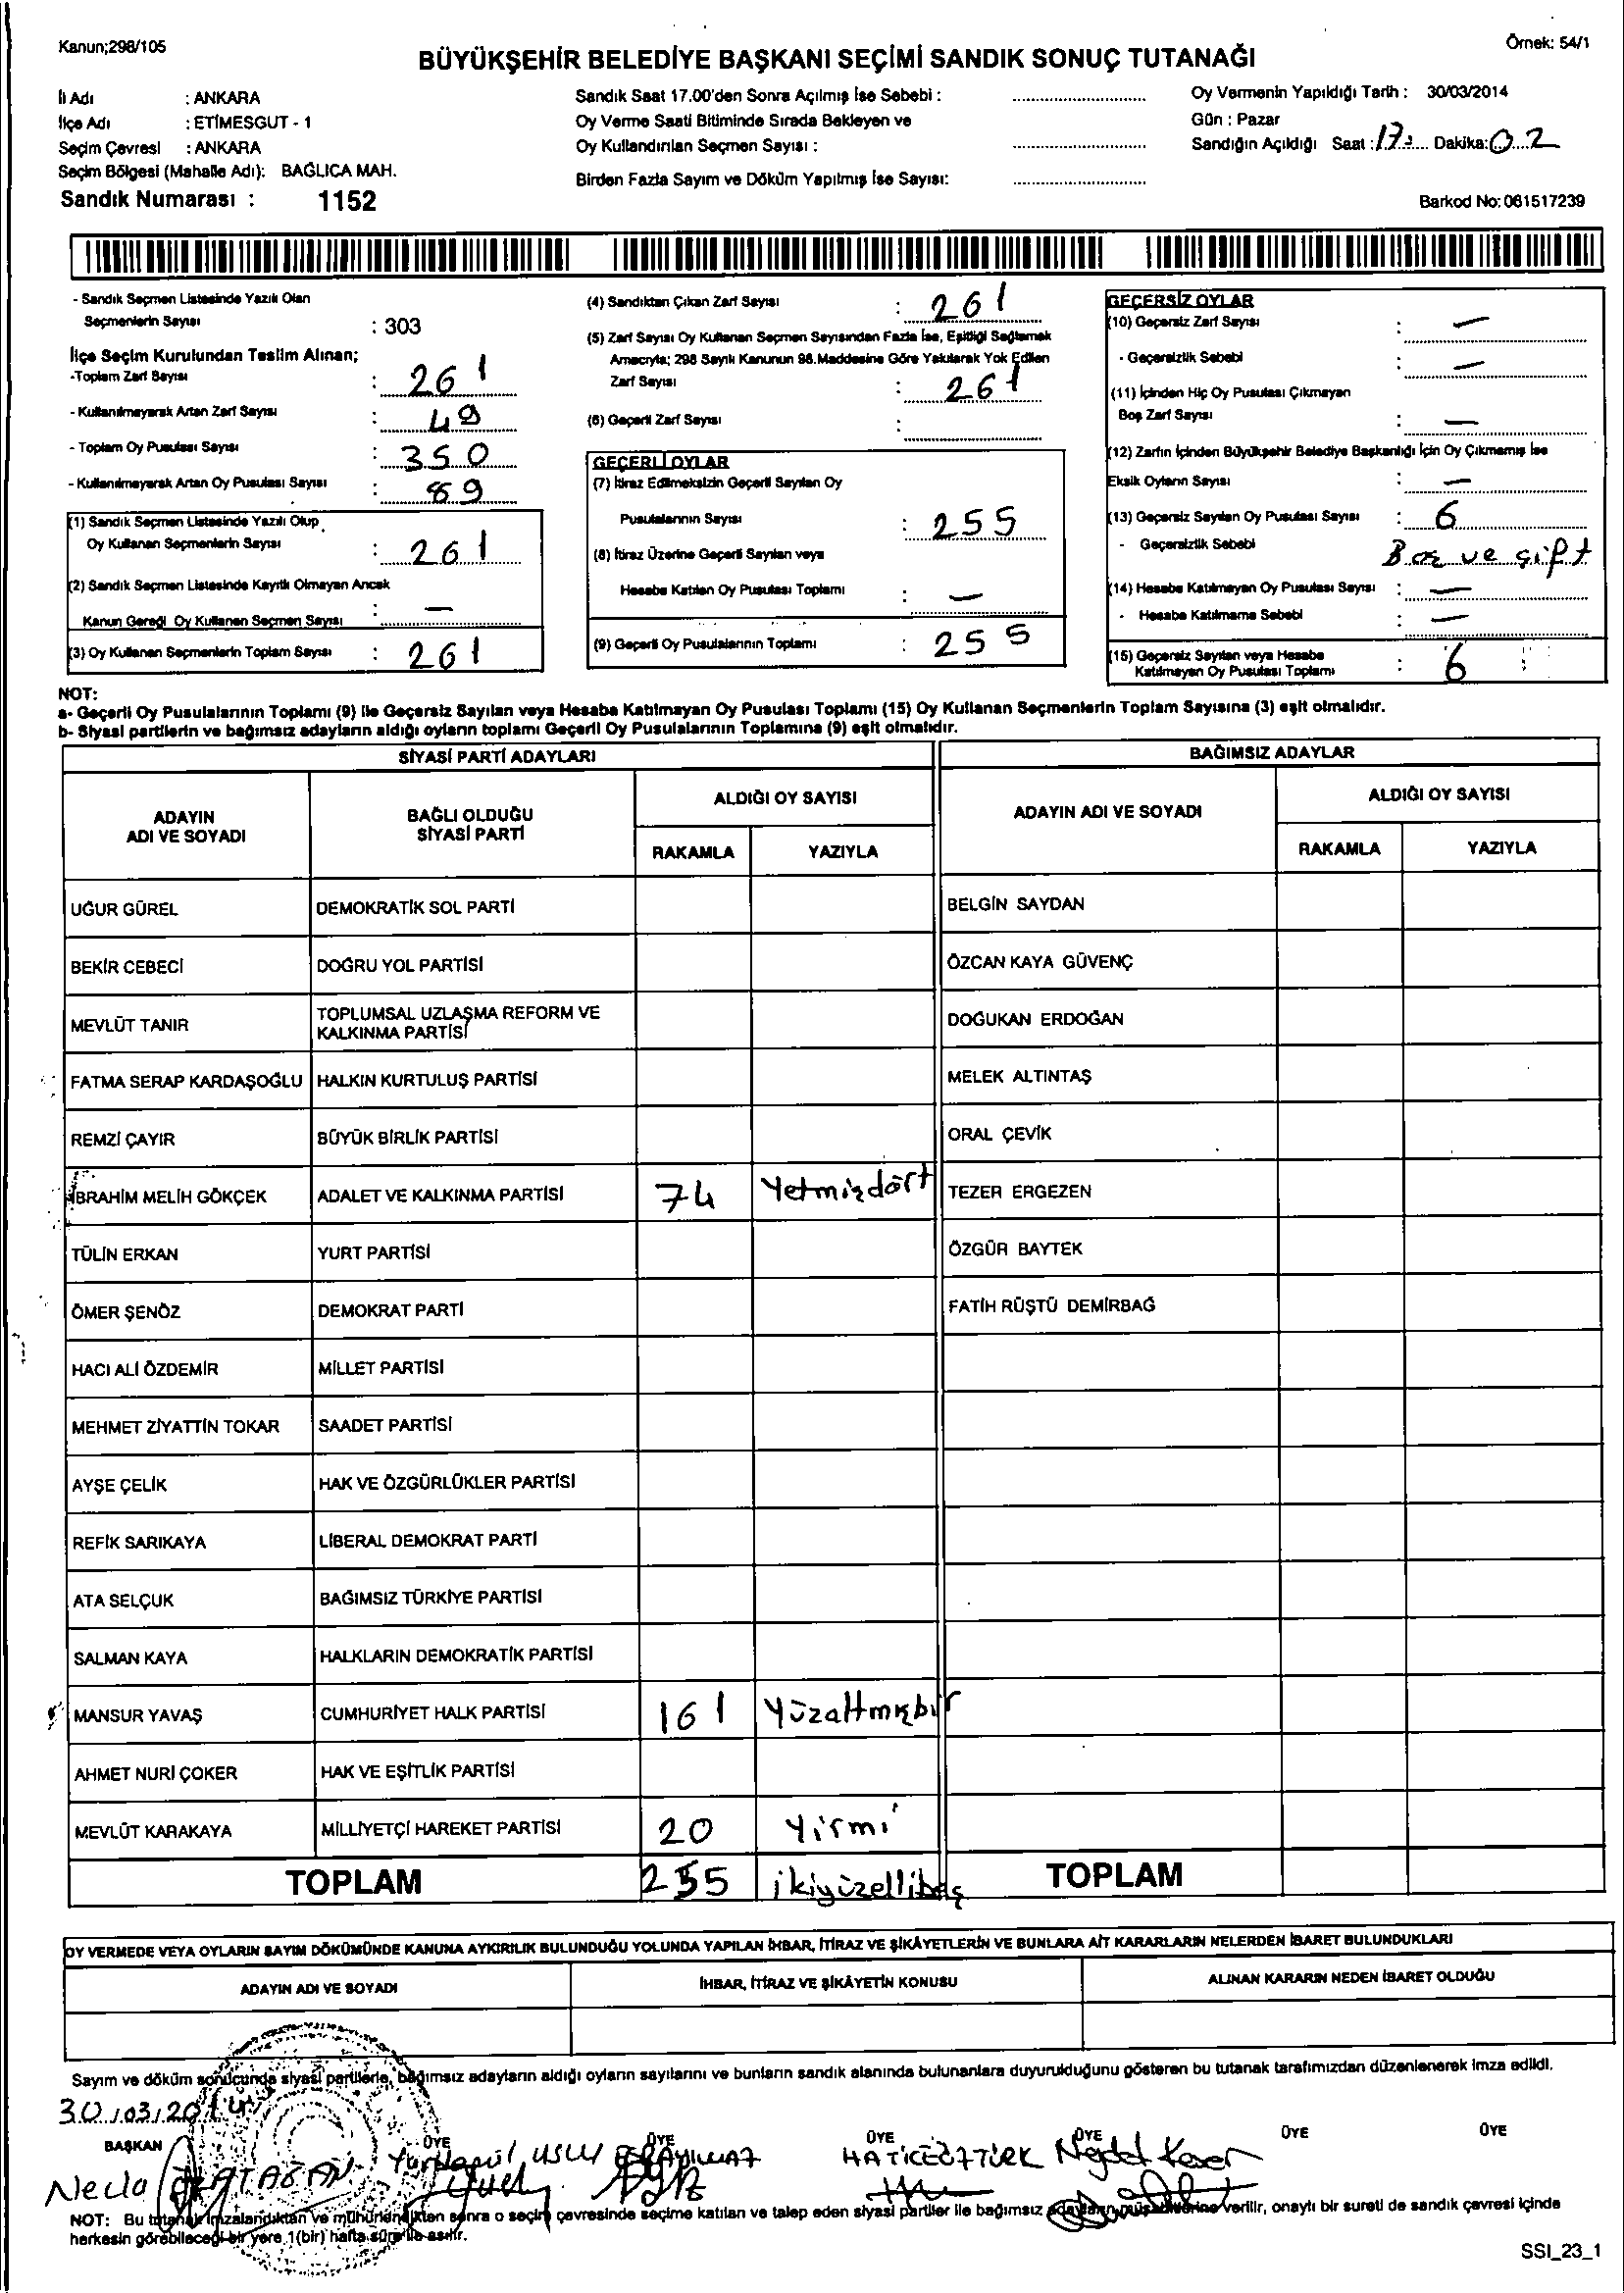 Kanun;298/105
Örnek: 54/1
BÜYÜKŞEHİR BELEDİYE BAŞKANI SEÇİMİ SANDIK SONUÇ TUTANAĞI
İl Adı : ANKARA
İlçe Adı : ETİMESGUT - 1
Seçim Çevresi : ANKARA
Seçim Bölgesi (Mahalle Adı): BAĞLICA MAH.
Sandık Numarası : 1152
Sandık Saat 17.00'den Sonra Açılmış İse Sebebi :
Oy Verme Saati Bitiminde Sırada Bekleyen ve
Oy Kullandırılan Seçmen Sayısı :
Birden Fazla Sayım ve Döküm Yapılmış İse Sayısı:
Oy Vermenin Yapıldığı Tarih : 30/03/2014
Gün : Pazar
Sandığın Açıldığı Saat : 17: Dakika: 02
Barkod No: 061517239
- Sandık Seçmen Listesinde Yazılı Olan
Seçmenlerin Sayısı : 303
İlçe Seçim Kurulundan Teslim Alınan;
-Toplam Zarf Sayısı : 261
- Kullanılmayarak Artan Zarf Sayısı : 49
- Toplam Oy Pusulası Sayısı : 350
- Kullanılmayarak Artan Oy Pusulası Sayısı : 89
(1) Sandık Seçmen Listesinde Yazılı Olup
Oy Kullanan Seçmenlerin Sayısı : 261
(2) Sandık Seçmen Listesinde Kayıtlı Olmayan Ancak
Kanun Gereği Oy Kullanan Seçmen Sayısı : —
(3) Oy Kullanan Seçmenlerin Toplam Sayısı : 261
(4) Sandıktan Çıkan Zarf Sayısı : 261
(5) Zarf Sayısı Oy Kullanan Seçmen Sayısından Fazla İse, Eşitliği Sağlamak
Amacıyla; 298 Sayılı Kanunun 98.Maddesine Göre Yakılarak Yok Edilen
Zarf Sayısı : 261
(6) Geçerli Zarf Sayısı :
GEÇERLİ OYLAR
(7) İtiraz Edilmeksizin Geçerli Sayılan Oy
Pusulalarının Sayısı : 255
(8) İtiraz Üzerine Geçerli Sayılan veya
Hesaba Katılan Oy Pusulası Toplamı : —
(9) Geçerli Oy Pusulalarının Toplamı : 255
GEÇERSİZ OYLAR
(10) Geçersiz Zarf Sayısı : —
- Geçersizlik Sebebi : —
(11) İçinden Hiç Oy Pusulası Çıkmayan
Boş Zarf Sayısı : —
(12) Zarfın İçinden Büyükşehir Belediye Başkanlığı İçin Oy Çıkmamış İse
Eksik Oyların Sayısı : —
(13) Geçersiz Sayılan Oy Pusulası Sayısı : 6
- Geçersizlik Sebebi Boş ve çift
(14) Hesaba Katılmayan Oy Pusulası Sayısı : —
- Hesaba Katılmama Sebebi : —
(15) Geçersiz Sayılan veya Hesaba
Katılmayan Oy Pusulası Toplamı : 6
NOT:
a- Geçerli Oy Pusulalarının Toplamı (9) ile Geçersiz Sayılan veya Hesaba Katılmayan Oy Pusulası Toplamı (15) Oy Kullanan Seçmenlerin Toplam Sayısına (3) eşit olmalıdır.
b- Siyasi partilerin ve bağımsız adayların aldığı oyların toplamı Geçerli Oy Pusulalarının Toplamına (9) eşit olmalıdır.
SİYASİ PARTİ ADAYLARI
BAĞIMSIZ ADAYLAR
ADAYIN
ADI VE SOYADI
BAĞLI OLDUĞU
SİYASİ PARTİ
ALDIĞI OY SAYISI
RAKAMLA YAZIYLA
ADAYIN ADI VE SOYADI
ALDIĞI OY SAYISI
RAKAMLA YAZIYLA
UĞUR GÜREL DEMOKRATİK SOL PARTİ BELGİN SAYDAN
BEKİR CEBECİ DOĞRU YOL PARTİSİ ÖZCAN KAYA GÜVENÇ
MEVLÜT TANIR TOPLUMSAL UZLAŞMA REFORM VE
KALKINMA PARTİSİ DOĞUKAN ERDOĞAN
FATMA SERAP KARDAŞOĞLU HALKIN KURTULUŞ PARTİSİ MELEK ALTINTAŞ
REMZİ ÇAYIR BÜYÜK BİRLİK PARTİSİ ORAL ÇEVİK
İBRAHİM MELİH GÖKÇEK ADALET VE KALKINMA PARTİSİ 74 Yetmişdört TEZER ERGEZEN
TÜLİN ERKAN YURT PARTİSİ ÖZGÜR BAYTEK
ÖMER ŞENÖZ DEMOKRAT PARTİ FATİH RÜŞTÜ DEMİRBAĞ
HACI ALİ ÖZDEMİR MİLLET PARTİSİ
MEHMET ZİYATTİN TOKAR SAADET PARTİSİ
AYŞE ÇELİK HAK VE ÖZGÜRLÜKLER PARTİSİ
REFİK SARIKAYA LİBERAL DEMOKRAT PARTİ
ATA SELÇUK BAĞIMSIZ TÜRKİYE PARTİSİ
SALMAN KAYA HALKLARIN DEMOKRATİK PARTİSİ
MANSUR YAVAŞ CUMHURİYET HALK PARTİSİ 161 Yüzaltmışbir
AHMET NURİ ÇOKER HAK VE EŞİTLİK PARTİSİ
MEVLÜT KARAKAYA MİLLİYETÇİ HAREKET PARTİSİ 20 Yirmi
TOPLAM 255 ikiyüzellibeş TOPLAM
OY VERMEDE VEYA OYLARIN SAYIM DÖKÜMÜNDE KANUNA AYKIRILIK BULUNDUĞU YOLUNDA YAPILAN İHBAR, İTİRAZ VE ŞİKÂYETLERİN VE BUNLARA AİT KARARLARIN NELERDEN İBARET BULUNDUKLARI
ADAYIN ADI VE SOYADI İHBAR, İTİRAZ VE ŞİKÂYETİN KONUSU ALINAN KARARIN NEDEN İBARET OLDUĞU
Sayım ve döküm sonucunda siyasi partilerle, bağımsız adayların aldığı oyların sayılarını ve bunların sandık alanında bulunanlara duyurulduğunu gösteren bu tutanak tarafımızdan düzenlenerek imza edildi.
30/03/2014
BAŞKAN ÜYE ÜYE ÜYE ÜYE ÜYE ÜYE
Necla USLU HATİCE ÖZTÜRK
NOT: Bu tutanak imzalandıktan ve mühürlendikten sonra o seçim çevresinde seçime katılan ve talep eden siyasi partiler ile bağımsız adayların müşahitlerine verilir, onaylı bir sureti de sandık çevresi içinde
herkesin görebileceği bir yere 1(bir) hafta süre ile asılır.
SSI_23_1